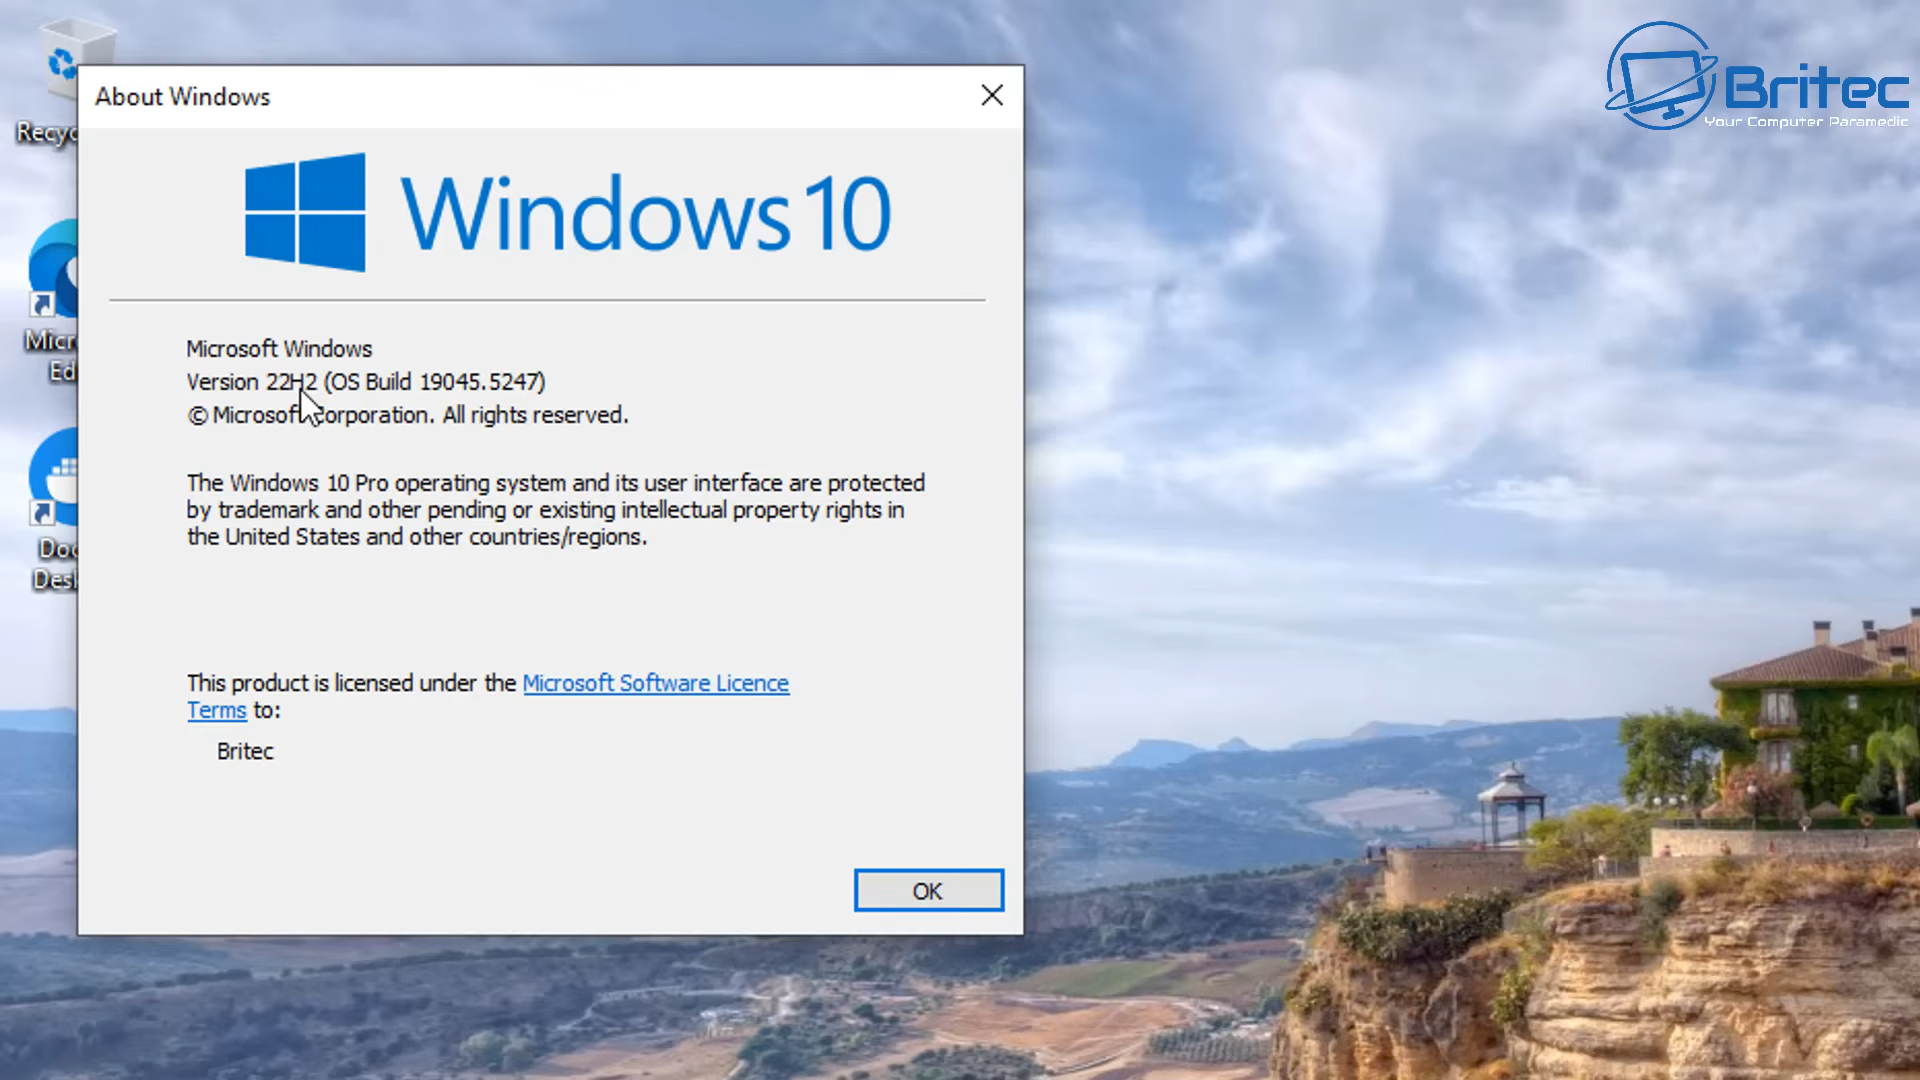 Britec
Your Computer Paramedic
About Windows
Windows 10
Microsoft Windows
Version 22H2 (OS Build 19045.5247)
© Microsoft Corporation. All rights reserved.
The Windows 10 Pro operating system and its user interface are protected
by trademark and other pending or existing intellectual property rights in
the United States and other countries/regions.
This product is licensed under the Microsoft Software Licence
Terms to:
Britec
OK